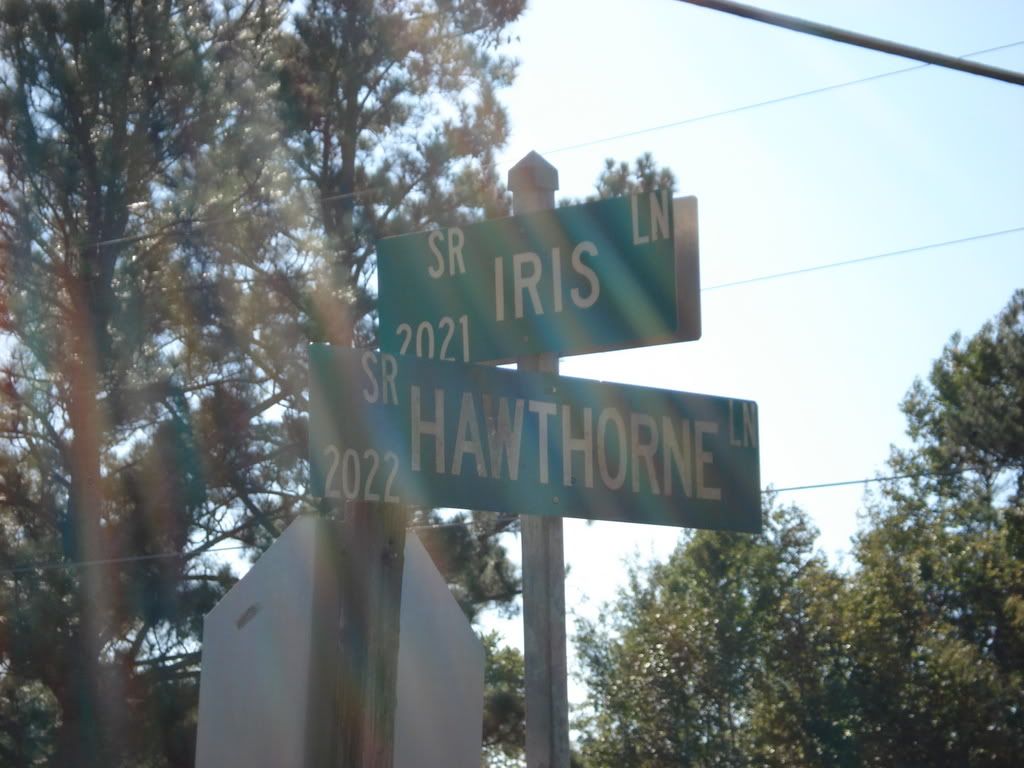 SR IRIS LN
2021
SR HAWTHORNE LN
2022